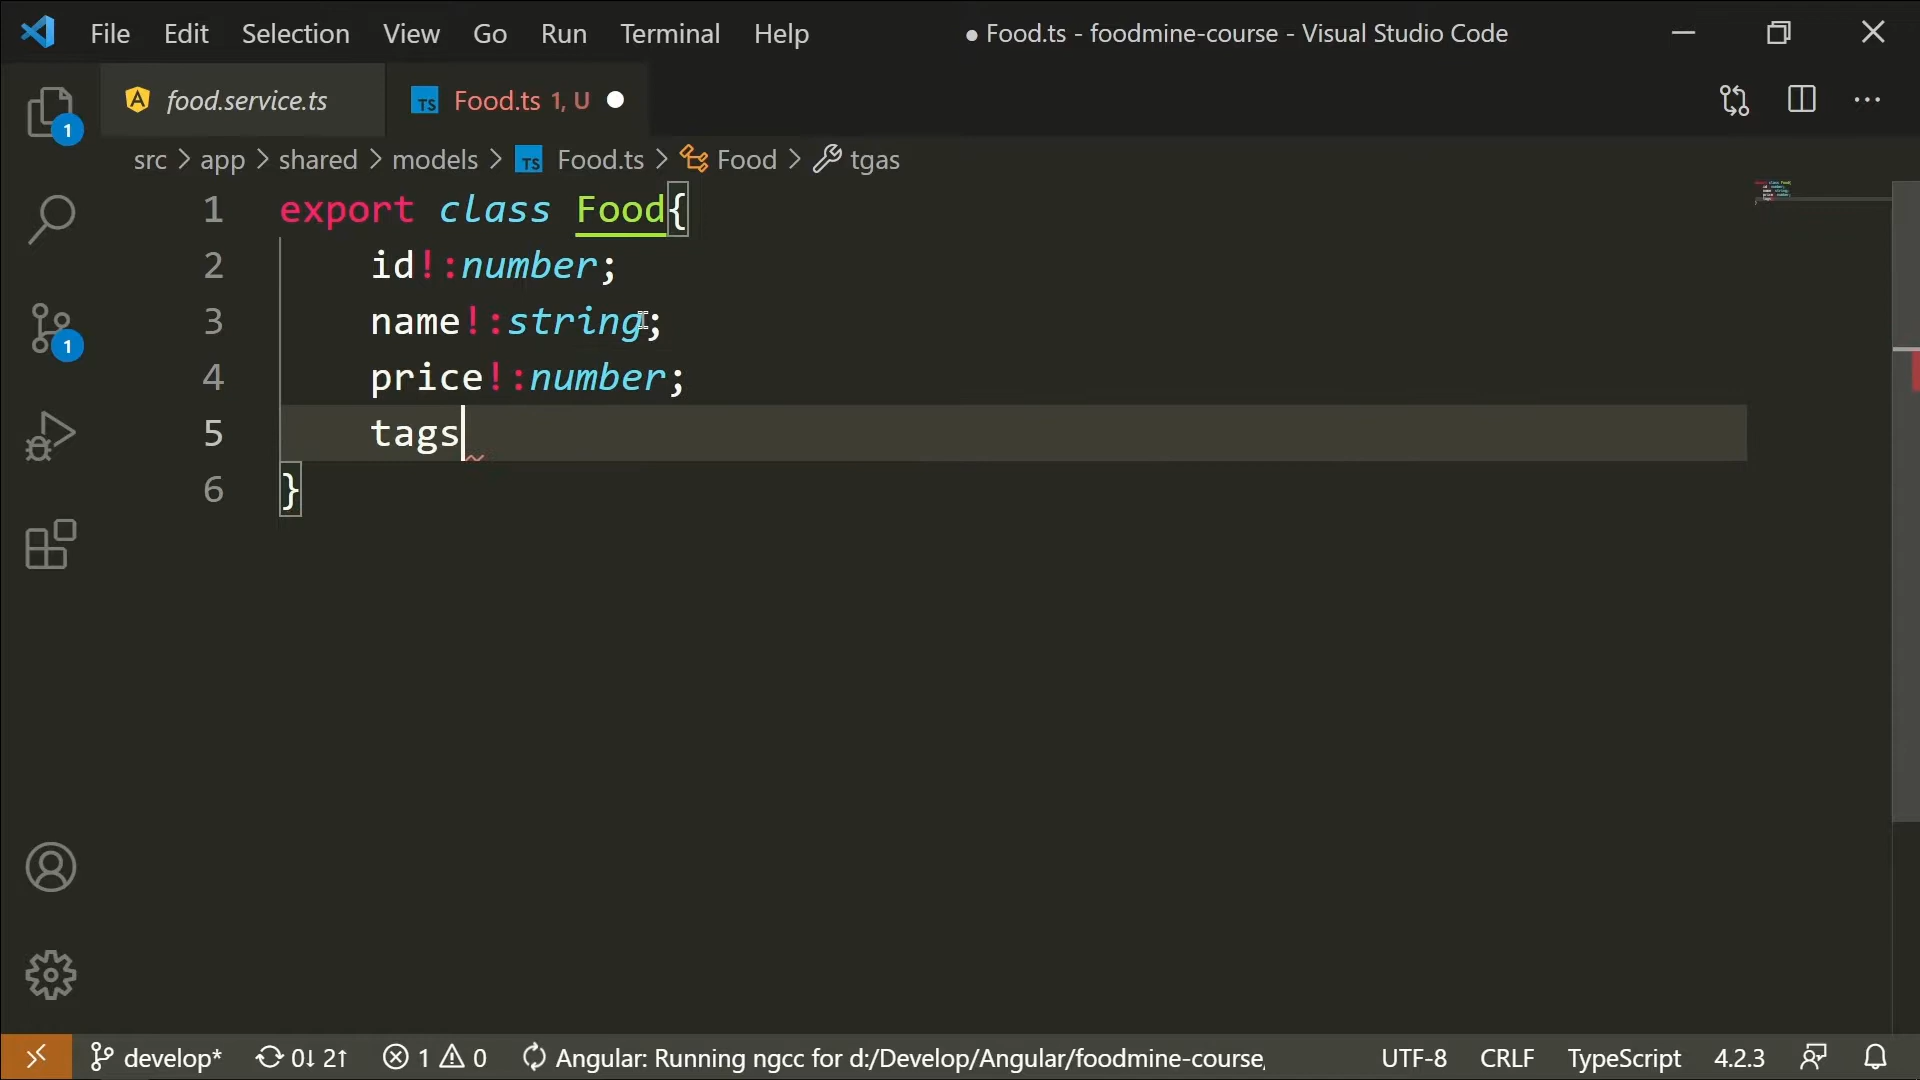 File Edit Selection View Go Run Terminal Help ● Food.ts - foodmine-course - Visual Studio Code
food.service.ts Food.ts 1, U
src > app > shared > models > TS Food.ts > Food > tgas
1 export class Food{
2 id!:number;
3 name!:string;
4 price!:number;
5 tags
6 }
1
1
develop* 0↓ 2↑ 1 0 Angular: Running ngcc for d:/Develop/Angular/foodmine-course, UTF-8 CRLF TypeScript 4.2.3